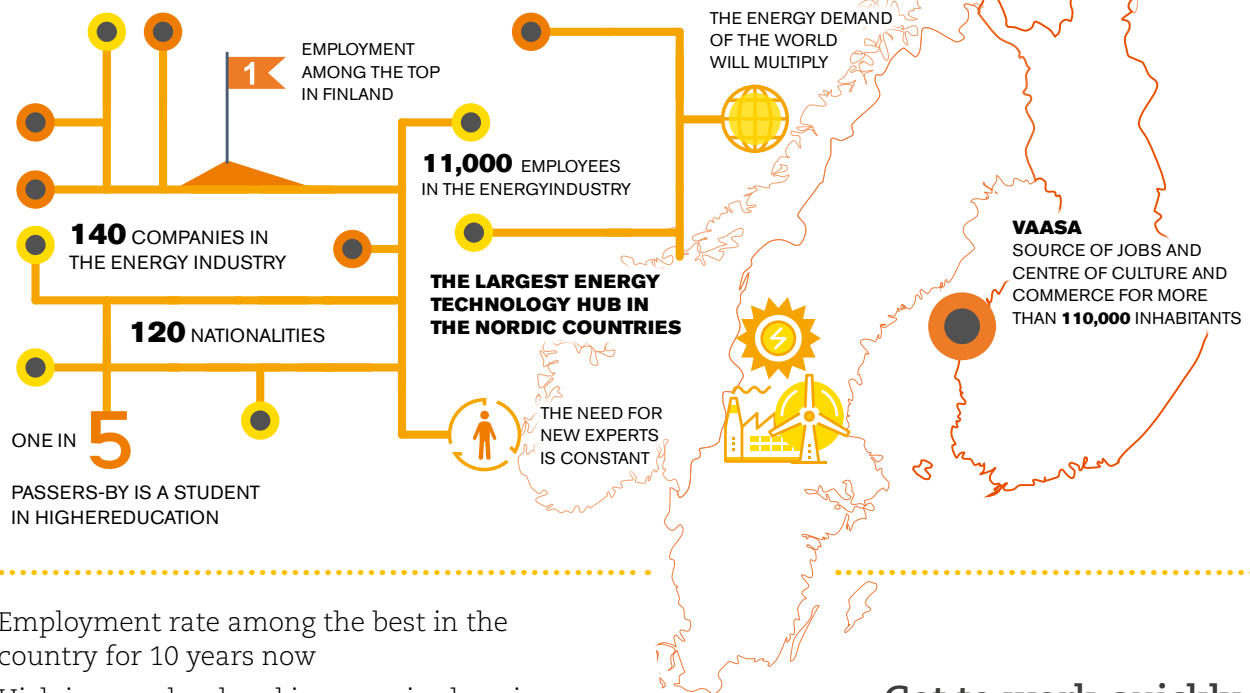 THE ENERGY DEMAND
OF THE WORLD
WILL MULTIPLY
1
EMPLOYMENT
AMONG THE TOP
IN FINLAND
11,000 EMPLOYEES
IN THE ENERGYINDUSTRY
140 COMPANIES IN
THE ENERGY INDUSTRY
VAASA
SOURCE OF JOBS AND
CENTRE OF CULTURE AND
COMMERCE FOR MORE
THAN 110,000 INHABITANTS
THE LARGEST ENERGY
TECHNOLOGY HUB IN
THE NORDIC COUNTRIES
120 NATIONALITIES
THE NEED FOR
NEW EXPERTS
IS CONSTANT
ONE IN 5
PASSERS-BY IS A STUDENT
IN HIGHEREDUCATION
Employment rate among the best in the
country for 10 years now
Get to work quickly